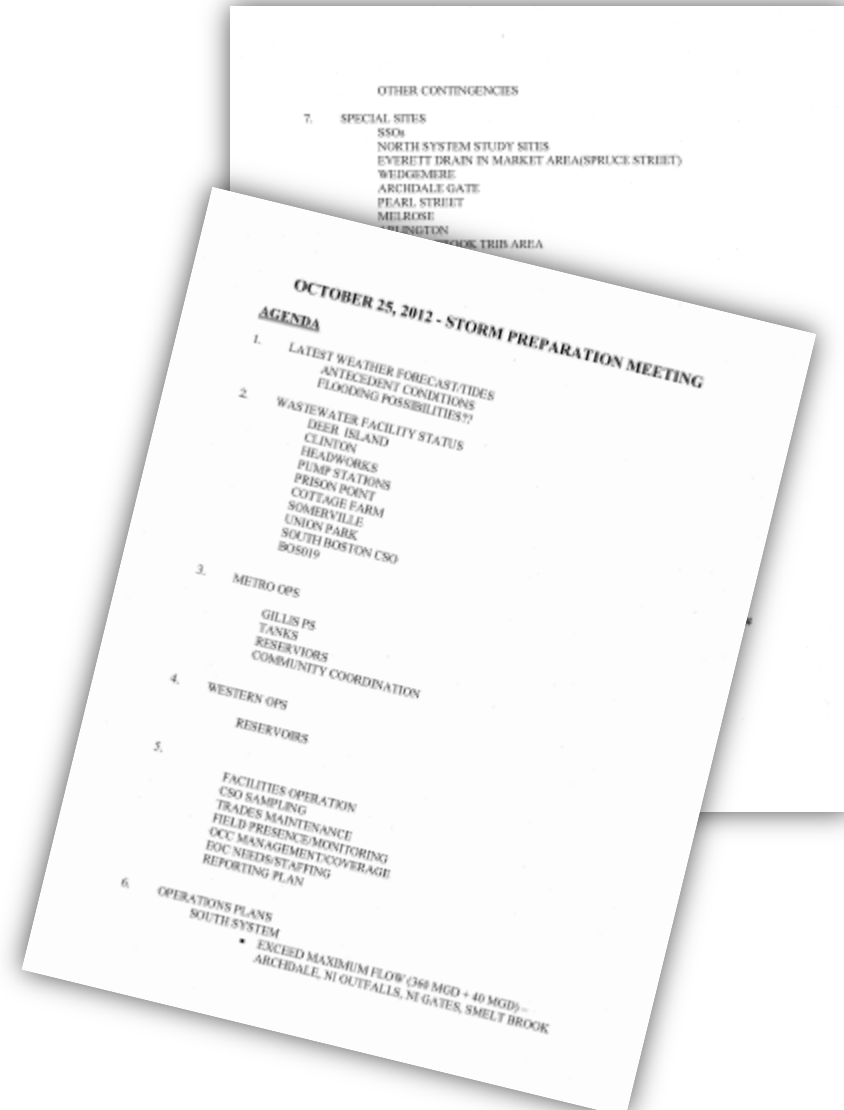 OTHER CONTINGENCIES
7. SPECIAL SITES
SSOs
NORTH SYSTEM STUDY SITES
EVERETT DRAIN IN MARKET AREA(SPRUCE STREET)
WEDGEMERE
ARCHDALE GATE
PEARL STREET
MELROSE
ARLINGTON
BROOK TRIB AREA
OCTOBER 25, 2012 - STORM PREPARATION MEETING
AGENDA
1. LATEST WEATHER FORECAST/TIDES
ANTECEDENT CONDITIONS
FLOODING POSSIBILITIES??
2. WASTEWATER FACILITY STATUS
DEER ISLAND
CLINTON
HEADWORKS
PUMP STATIONS
PRISON POINT
COTTAGE FARM
SOMERVILLE
UNION PARK
SOUTH BOSTON CSO
BOS019
3. METRO OPS
GILLIS PS
TANKS
RESERVIORS
COMMUNITY COORDINATION
4. WESTERN OPS
RESERVOIRS
5.
FACILITIES OPERATION
CSO SAMPLING
TRADES MAINTENANCE
FIELD PRESENCE/MONITORING
OCC MANAGEMENT/COVERAGE
EOC NEEDS/STAFFING
REPORTING PLAN
6. OPERATIONS PLANS
SOUTH SYSTEM
▪ EXCEED MAXIMUM FLOW (360 MGD + 40 MGD) –
ARCHDALE, NI OUTFALLS, NI GATES, SMELT BROOK